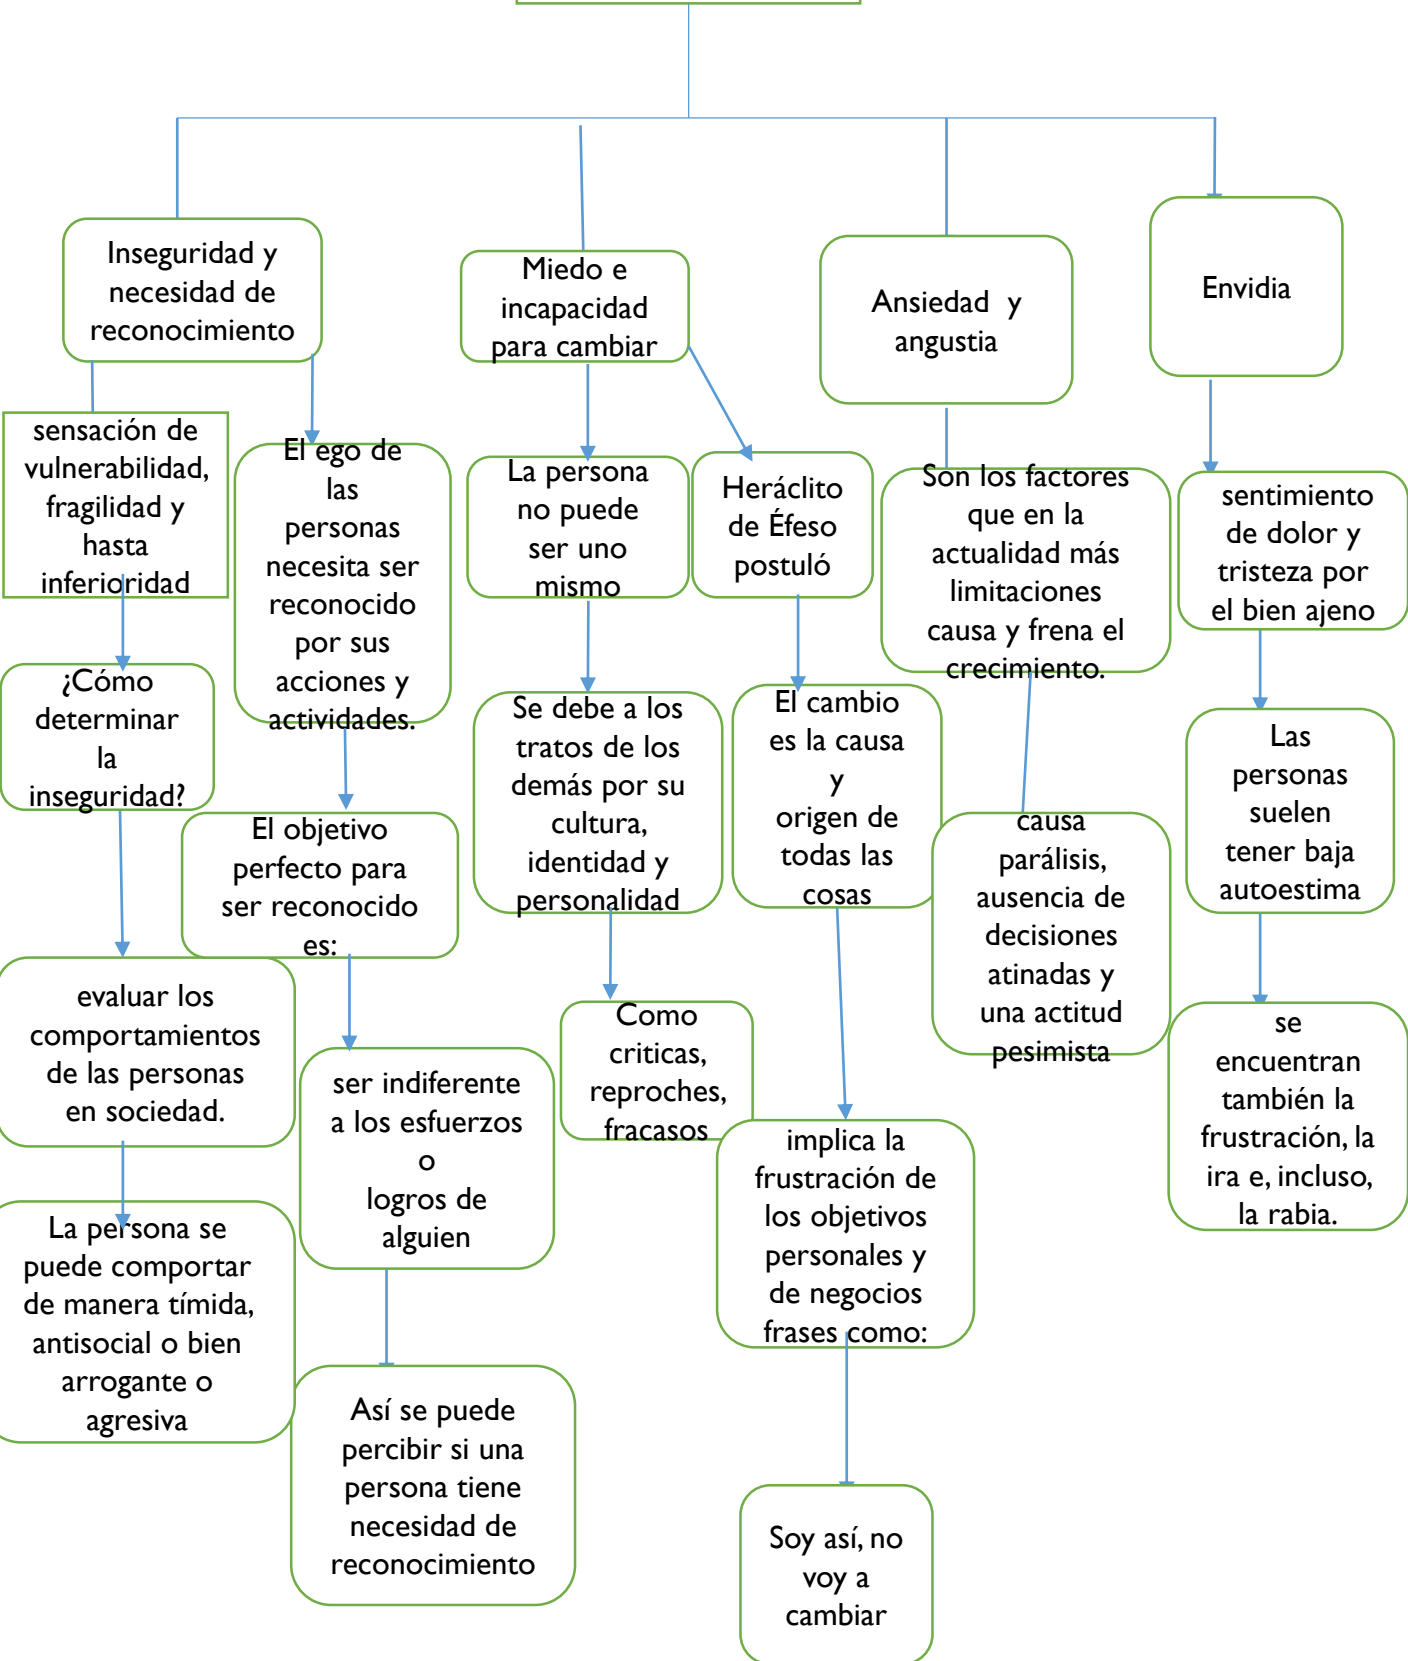 Inseguridad y
necesidad de
reconocimiento
Miedo e
incapacidad
para cambiar
Ansiedad y
angustia
Envidia
sensación de
vulnerabilidad,
fragilidad y
hasta
inferioridad
El ego de
las
personas
necesita ser
reconocido
por sus
acciones y
actividades.
La persona
no puede
ser uno
mismo
Heráclito
de Éfeso
postuló
Son los factores
que en la
actualidad más
limitaciones
causa y frena el
crecimiento.
sentimiento
de dolor y
tristeza por
el bien ajeno
¿Cómo
determinar
la
inseguridad?
El objetivo
perfecto para
ser reconocido
es:
Se debe a los
tratos de los
demás por su
cultura,
identidad y
personalidad
El cambio
es la causa
y
origen de
todas las
cosas
causa
parálisis,
ausencia de
decisiones
atinadas y
una actitud
pesimista
Las
personas
suelen
tener baja
autoestima
evaluar los
comportamientos
de las personas
en sociedad.
ser indiferente
a los esfuerzos
o
logros de
alguien
Como
criticas,
reproches,
fracasos
implica la
frustración de
los objetivos
personales y
de negocios
frases como:
se
encuentran
también la
frustración, la
ira e, incluso,
la rabia.
La persona se
puede comportar
de manera tímida,
antisocial o bien
arrogante o
agresiva
Así se puede
percibir si una
persona tiene
necesidad de
reconocimiento
Soy así, no
voy a
cambiar